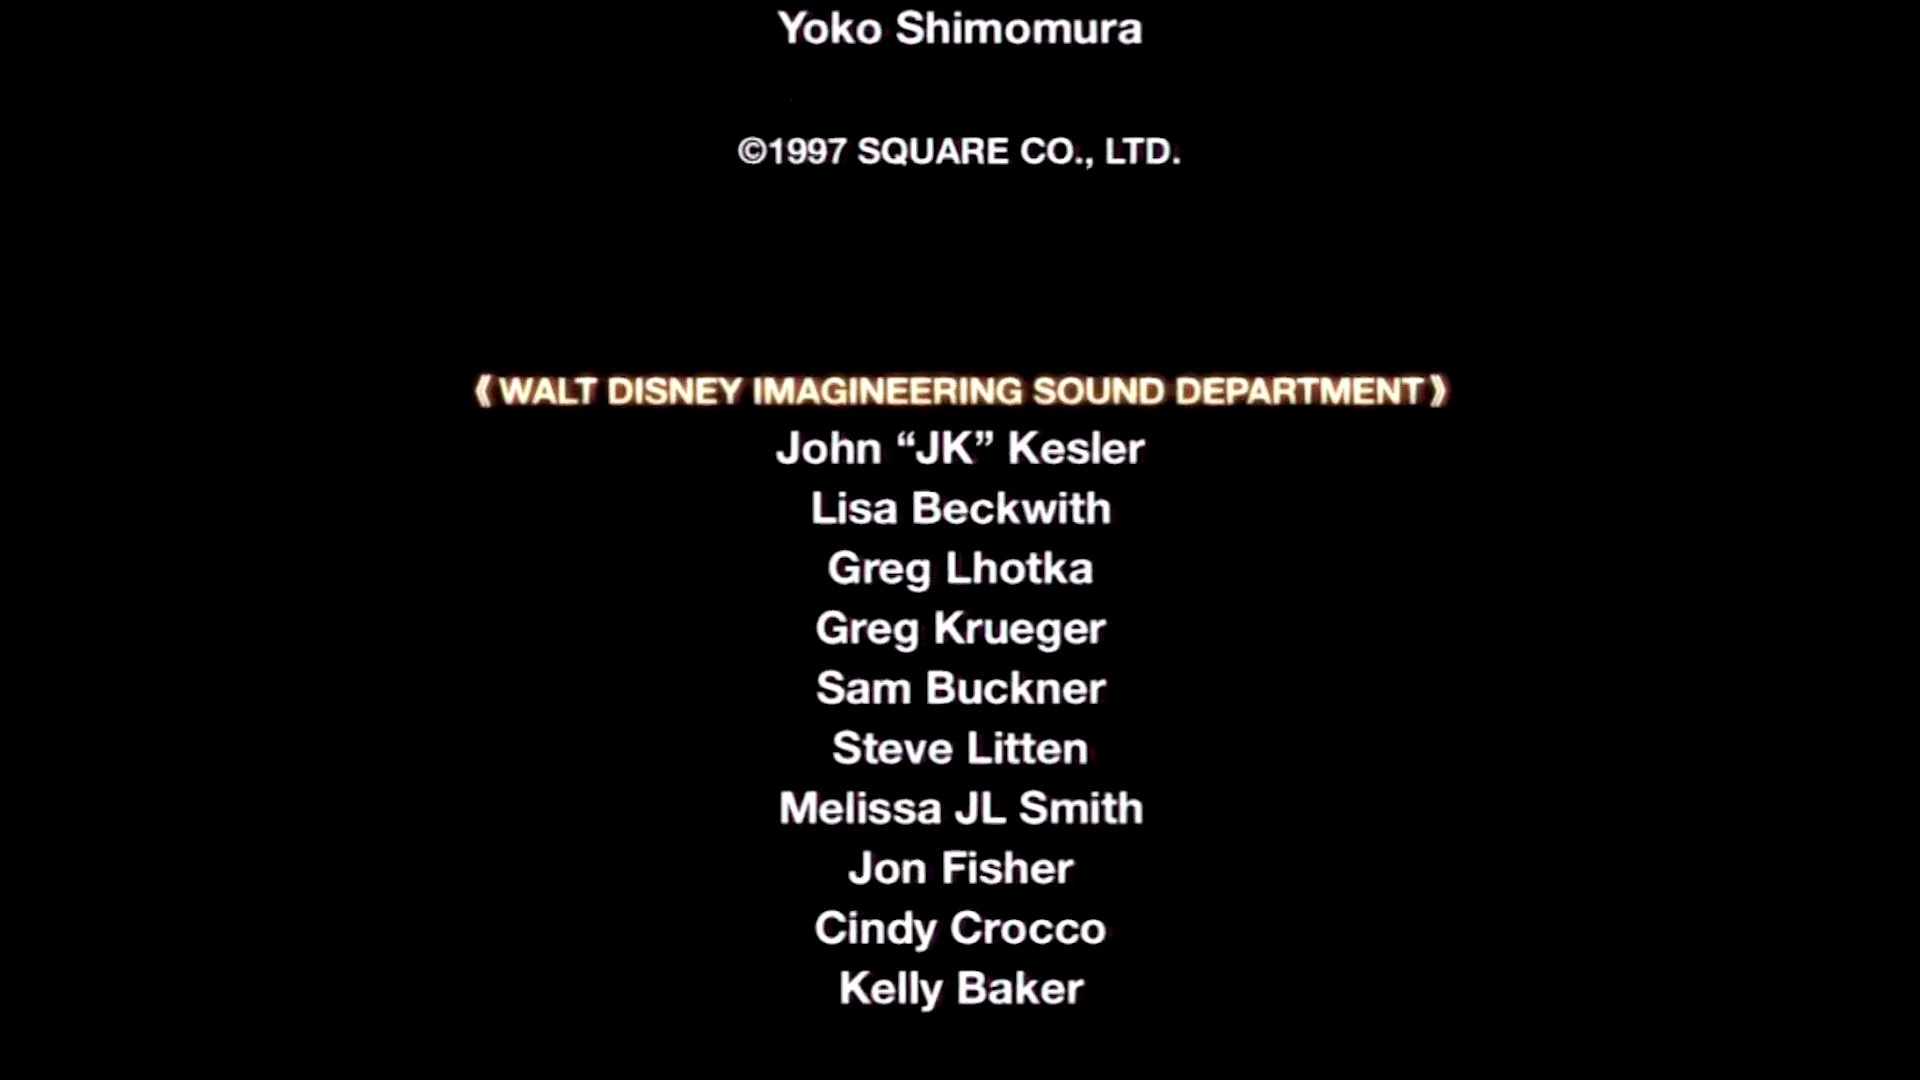 Yoko Shimomura
©1997 SQUARE CO., LTD.
⟪WALT DISNEY IMAGINEERING SOUND DEPARTMENT⟫
John “JK” Kesler
Lisa Beckwith
Greg Lhotka
Greg Krueger
Sam Buckner
Steve Litten
Melissa JL Smith
Jon Fisher
Cindy Crocco
Kelly Baker